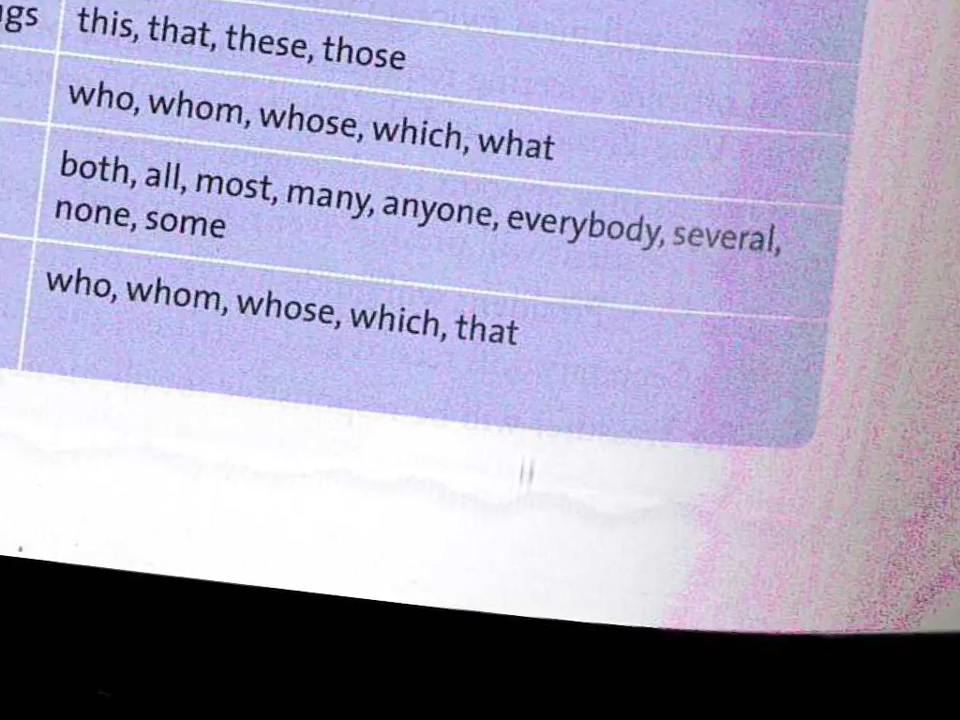 this, that, these, those
who, whom, whose, which, what
both, all, most, many, anyone, everybody, several,
none, some
who, whom, whose, which, that